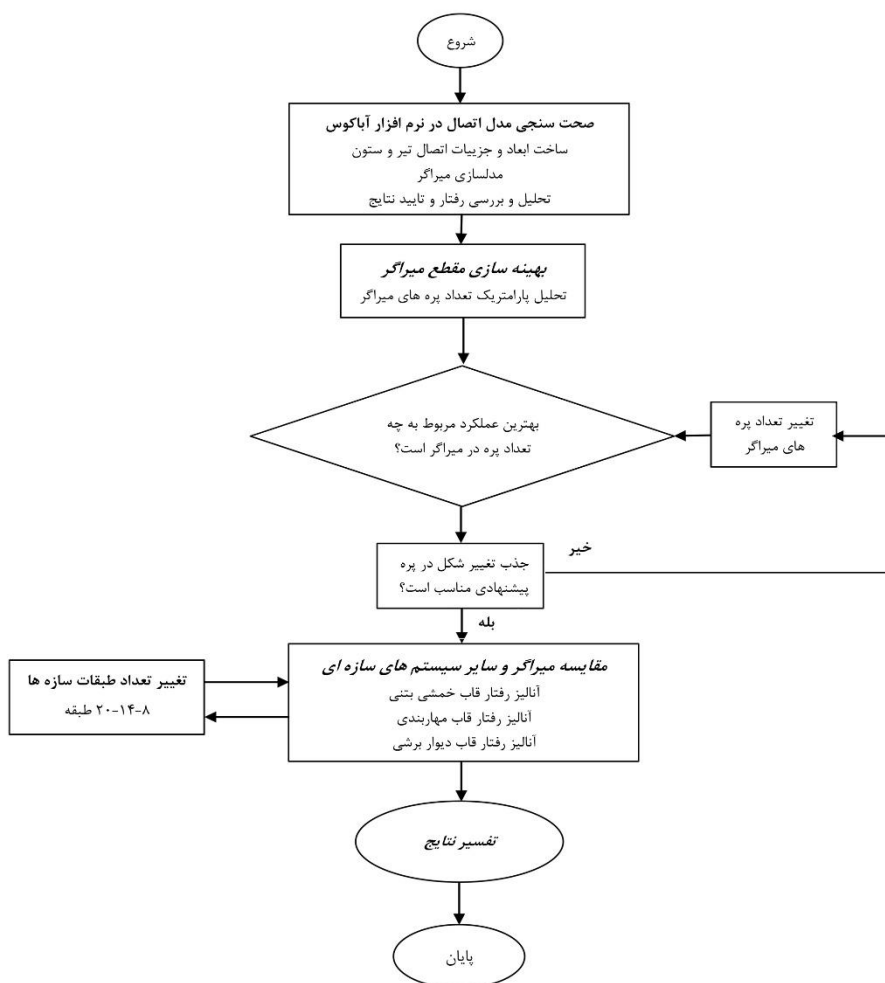 شروع
صحت سنجی مدل اتصال در نرم افزار آباکوس
ساخت ابعاد و جزییات اتصال تیر و ستون
مدلسازی میراگر
تحلیل و بررسی رفتار و تایید نتایج
بهینه سازی مقطع میراگر
تحلیل پارامتریک تعداد پره های میراگر
بهترین عملکرد مربوط به چه
تعداد پره در میراگر است؟
تغییر تعداد پره
های میراگر
جذب تغییر شکل در پره
پیشنهادی مناسب است؟
خیر
بله
مقایسه میراگر و سایر سیستم های سازه ای
آنالیز رفتار قاب خمشی بتنی
آنالیز رفتار قاب مهاربندی
آنالیز رفتار قاب دیوار برشی
تغییر تعداد طبقات سازه ها
۸-۱۴-۲۰ طبقه
تفسیر نتایج
پایان